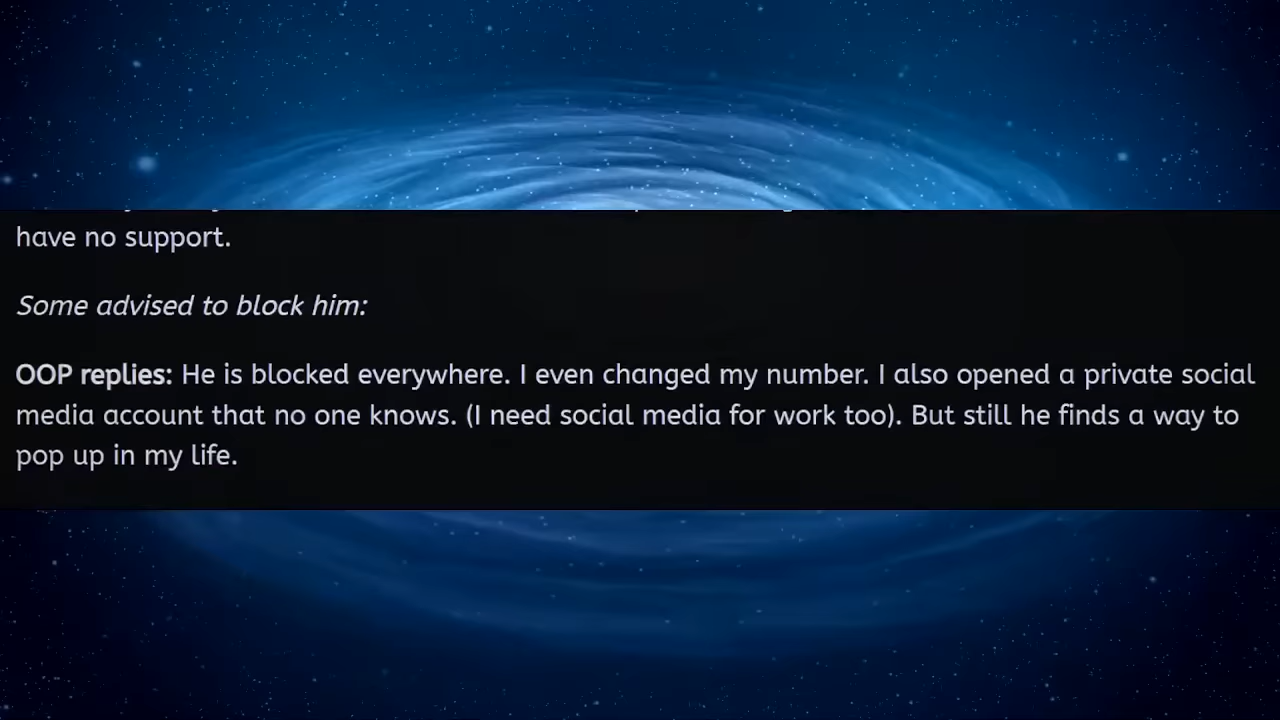 have no support.
Some advised to block him:
OOP replies: He is blocked everywhere. I even changed my number. I also opened a private social
media account that no one knows. (I need social media for work too). But still he finds a way to
pop up in my life.